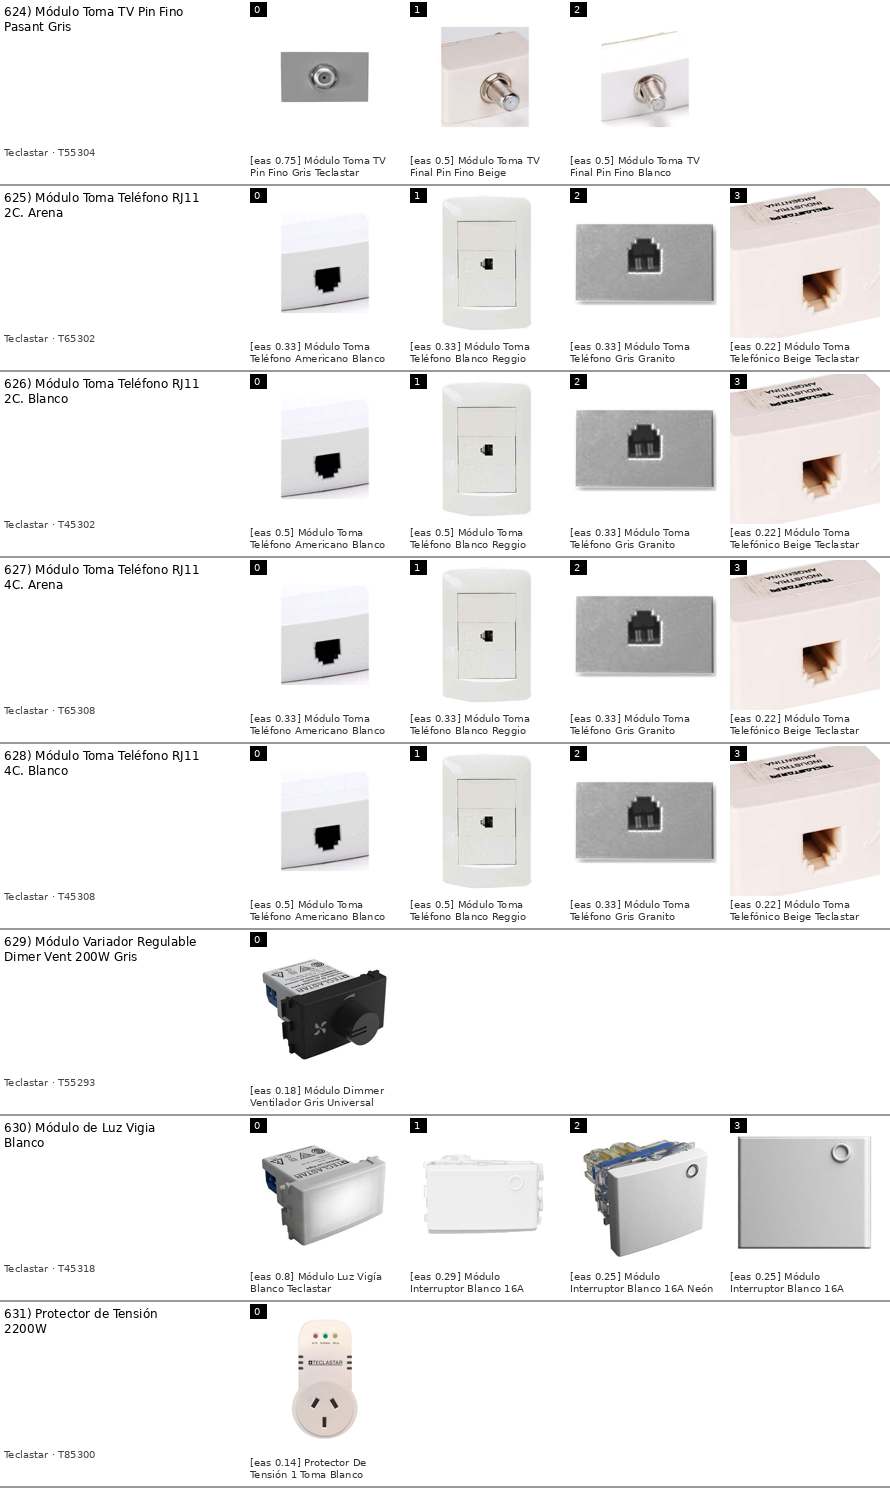 624) Módulo Toma TV Pin Fino
Pasant Gris
Teclastar · T55304
0
[eas 0.75] Módulo Toma TV
Pin Fino Gris Teclastar
1
[eas 0.5] Módulo Toma TV
Final Pin Fino Beige
2
[eas 0.5] Módulo Toma TV
Final Pin Fino Blanco
625) Módulo Toma Teléfono RJ11
2C. Arena
Teclastar · T65302
0
[eas 0.33] Módulo Toma
Teléfono Americano Blanco
1
[eas 0.33] Módulo Toma
Teléfono Blanco Reggio
2
[eas 0.33] Módulo Toma
Teléfono Gris Granito
3
TECLASTAR
INDUSTRIA
ARGENTINA
[eas 0.22] Módulo Toma
Telefónico Beige Teclastar
626) Módulo Toma Teléfono RJ11
2C. Blanco
Teclastar · T45302
0
[eas 0.5] Módulo Toma
Teléfono Americano Blanco
1
[eas 0.5] Módulo Toma
Teléfono Blanco Reggio
2
[eas 0.33] Módulo Toma
Teléfono Gris Granito
3
TECLASTAR
INDUSTRIA
ARGENTINA
[eas 0.22] Módulo Toma
Telefónico Beige Teclastar
627) Módulo Toma Teléfono RJ11
4C. Arena
Teclastar · T65308
0
[eas 0.33] Módulo Toma
Teléfono Americano Blanco
1
[eas 0.33] Módulo Toma
Teléfono Blanco Reggio
2
[eas 0.33] Módulo Toma
Teléfono Gris Granito
3
TECLASTAR
INDUSTRIA
ARGENTINA
[eas 0.22] Módulo Toma
Telefónico Beige Teclastar
628) Módulo Toma Teléfono RJ11
4C. Blanco
Teclastar · T45308
0
[eas 0.5] Módulo Toma
Teléfono Americano Blanco
1
[eas 0.5] Módulo Toma
Teléfono Blanco Reggio
2
[eas 0.33] Módulo Toma
Teléfono Gris Granito
3
TECLASTAR
INDUSTRIA
ARGENTINA
[eas 0.22] Módulo Toma
Telefónico Beige Teclastar
629) Módulo Variador Regulable
Dimer Vent 200W Gris
Teclastar · T55293
0
TECLASTAR
[eas 0.18] Módulo Dimmer
Ventilador Gris Universal
630) Módulo de Luz Vigia
Blanco
Teclastar · T45318
0
TECLASTAR
[eas 0.8] Módulo Luz Vigía
Blanco Teclastar
1
[eas 0.29] Módulo
Interruptor Blanco 16A
2
[eas 0.25] Módulo
Interruptor Blanco 16A Neón
3
[eas 0.25] Módulo
Interruptor Blanco 16A
631) Protector de Tensión
2200W
Teclastar · T85300
0
TECLASTAR
[eas 0.14] Protector De
Tensión 1 Toma Blanco